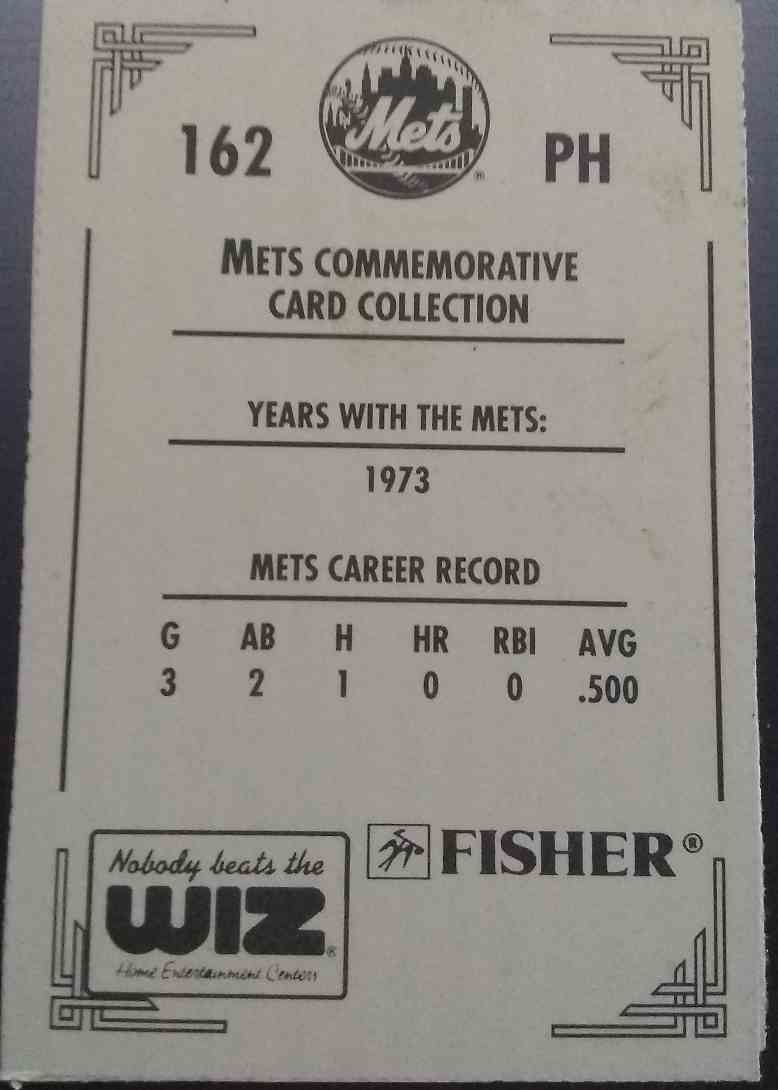 162 Mets ® PH
METS COMMEMORATIVE
CARD COLLECTION
YEARS WITH THE METS:
1973
METS CAREER RECORD
G AB H HR RBI AVG
3 2 1 0 0 .500
FISHER®
Nobody beats the
WIZ®
Home Entertainment Centers